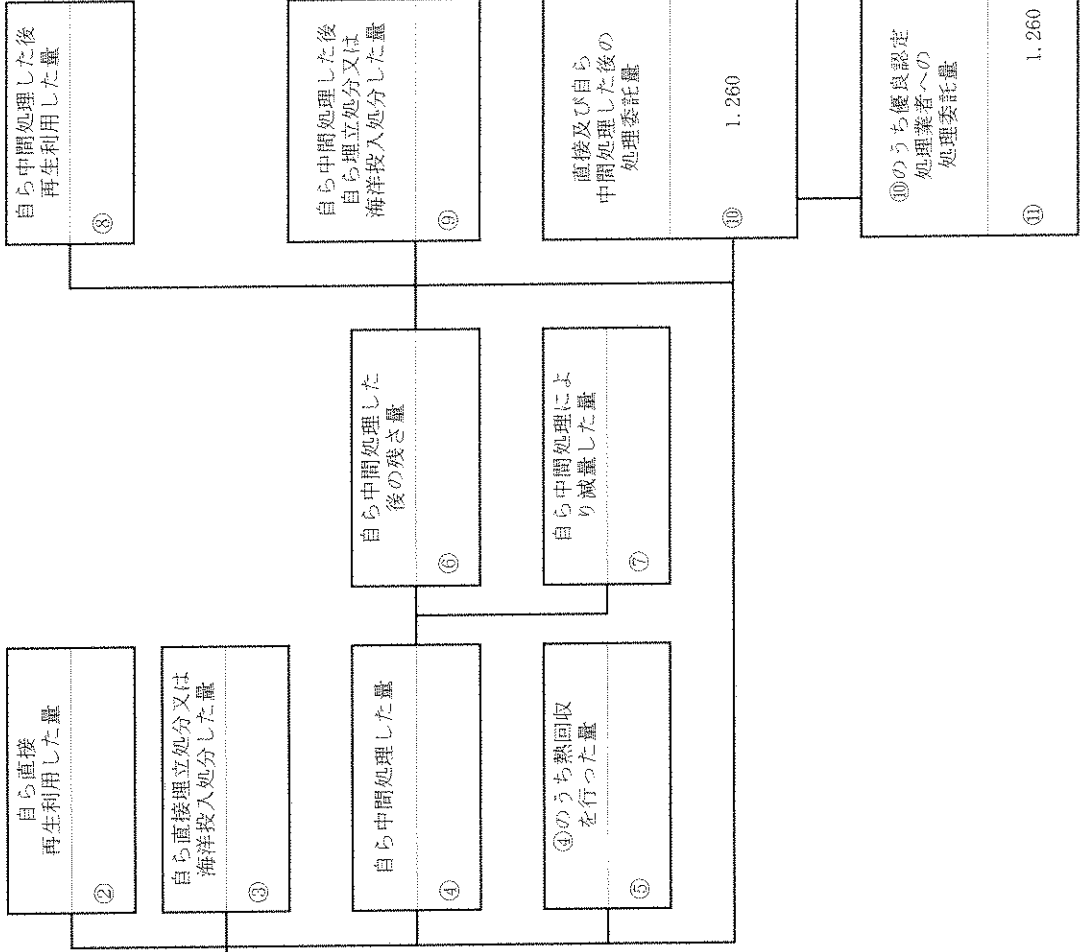 自ら直接
再生利用した量
②
自ら直接埋立処分又は
海洋投入処分した量
③
自ら中間処理した量
④
④のうち熱回収
を行った量
⑤
自ら中間処理した
後の残さ量
⑥
自ら中間処理によ
り減量した量
⑦
自ら中間処理した後
再生利用した量
⑧
自ら中間処理した後
自ら埋立処分又は
海洋投入処分した量
⑨
直接及び自ら
中間処理した後の
処理委託量
⑩ 1.260
⑩のうち優良認定
処理業者への
処理委託量
⑪ 1.260